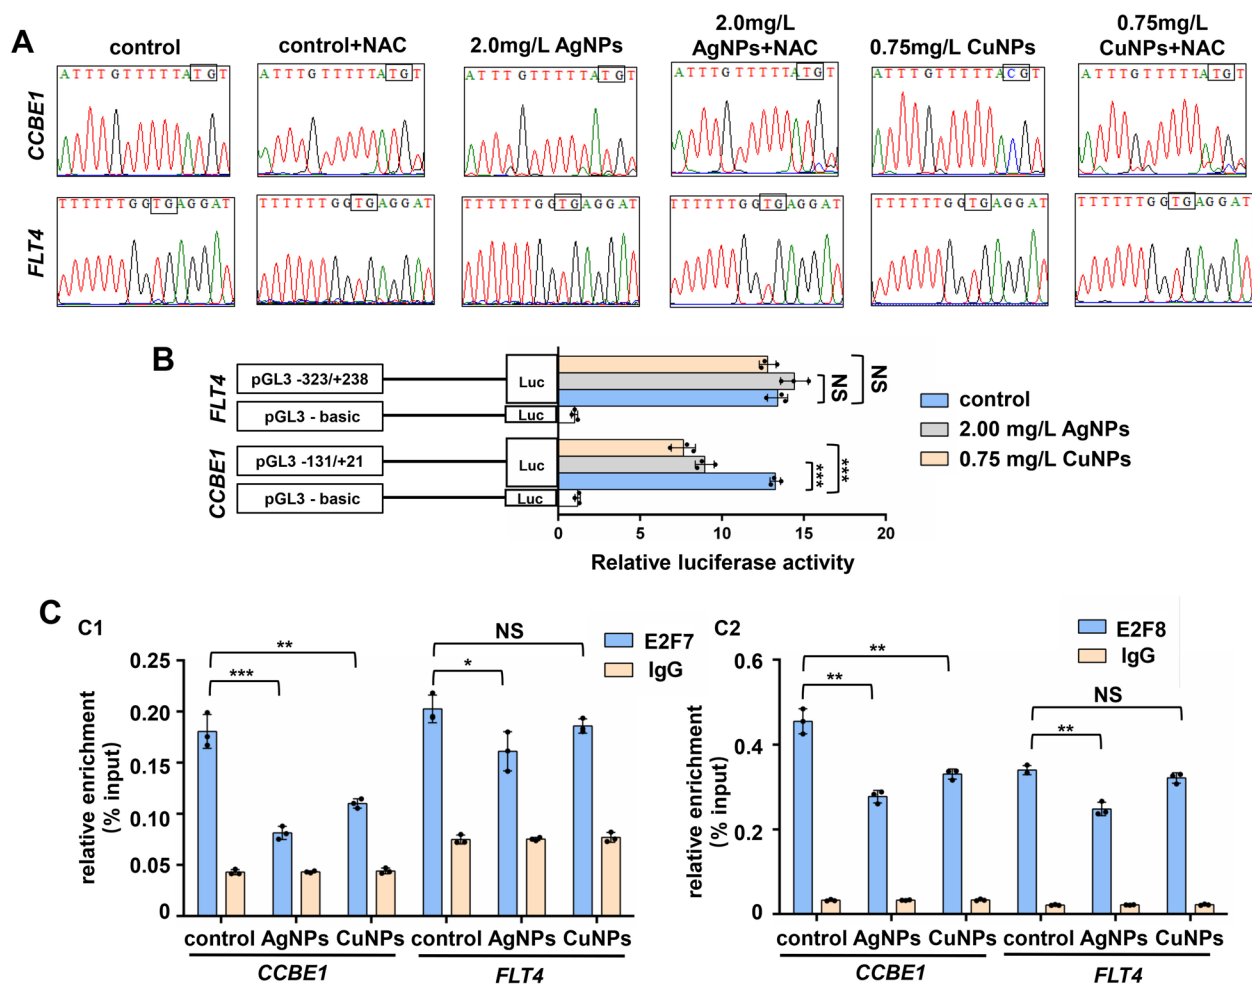 A
control
control+NAC
2.0mg/L AgNPs
2.0mg/L
AgNPs+NAC
0.75mg/L CuNPs
0.75mg/L
CuNPs+NAC
CCBE1
ATTTGTTTTTATGT
ATTTGTTTTTATGT
ATTTGTTTTTATGT
ATTTGTTTTTATGT
ATTTGTTTTTACGT
ATTTGTTTTTATGT
FLT4
TTTTTTGGTGAGGAT
TTTTTTGGTGAGGAT
TTTTTTGGTGAGGAT
TTTTTTGGTGAGGAT
TTTTTTGGTGAGGAT
TTTTTTGGTGAGGAT
B
FLT4
pGL3 -323/+238
Luc
pGL3 - basic
Luc
NS
NS
CCBE1
pGL3 -131/+21
Luc
pGL3 - basic
Luc
***
***
0 5 10 15 20
Relative luciferase activity
control
2.00 mg/L AgNPs
0.75 mg/L CuNPs
C
C1
E2F7
IgG
relative enrichment
(% input)
0.25
0.20
0.15
0.10
0.05
0
**
***
NS
*
control AgNPs CuNPs control AgNPs CuNPs
CCBE1 FLT4
C2
E2F8
IgG
relative enrichment
(% input)
0.6
0.4
0.2
0
**
**
NS
**
control AgNPs CuNPs control AgNPs CuNPs
CCBE1 FLT4